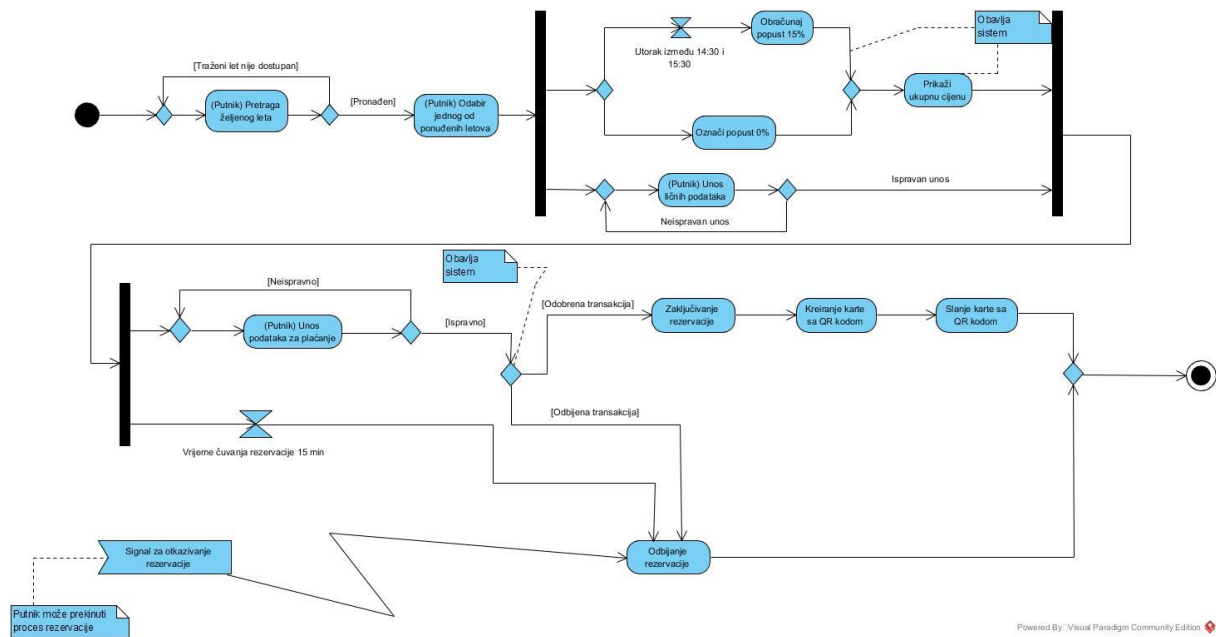 [Traženi let nije dostupan]
(Putnik) Pretraga
željenog leta
[Pronađen]
(Putnik) Odabir
jednog od
ponuđenih letova
Utorak između 14:30 i
15:30
Obračunaj
popust 15%
Obavlja
sistem
Prikaži
ukupnu cijenu
Označi popust 0%
(Putnik) Unos
ličnih podataka
Ispravan unos
Neispravan unos
Obavlja
sistem
[Neispravno]
(Putnik) Unos
podataka za plaćanje
[Ispravno]
[Odobrena transakcija]
Zaključivanje
rezervacije
Kreiranje karte
sa QR kodom
Slanje karte sa
QR kodom
[Odbijena transakcija]
Vrijeme čuvanja rezervacije 15 min
Signal za otkazivanje
rezervacije
Odbijanje
rezervacije
Putnik može prekinuti
proces rezervacije
Powered By Visual Paradigm Community Edition